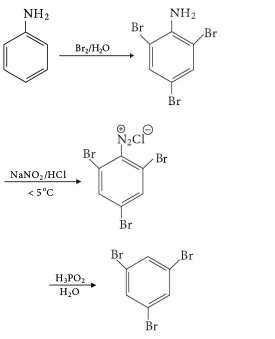 NH₂
Br₂/H₂O
NH₂
Br
Br
Br
⊕
N₂Cl⊖
Br
Br
Br
NaNO₂/HCl
< 5°C
H₃PO₂
H₂O
Br
Br
Br